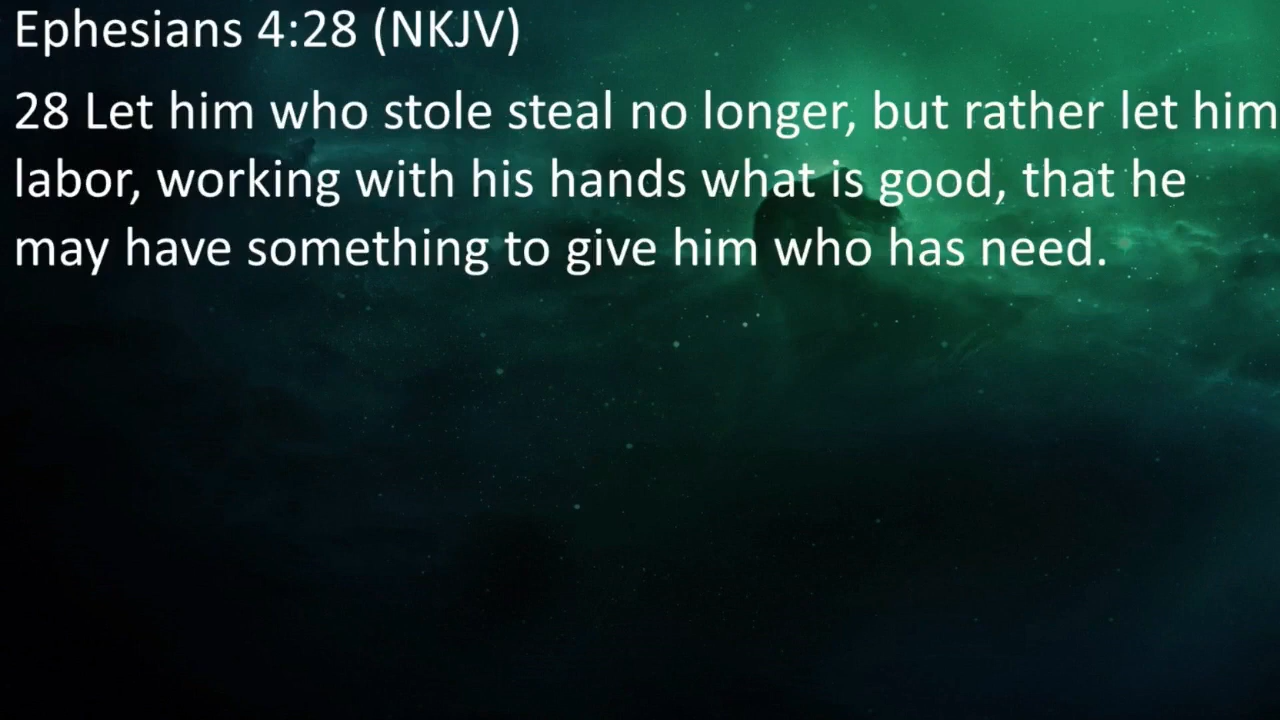 Ephesians 4:28 (NKJV)
28 Let him who stole steal no longer, but rather let him
labor, working with his hands what is good, that he
may have something to give him who has need.